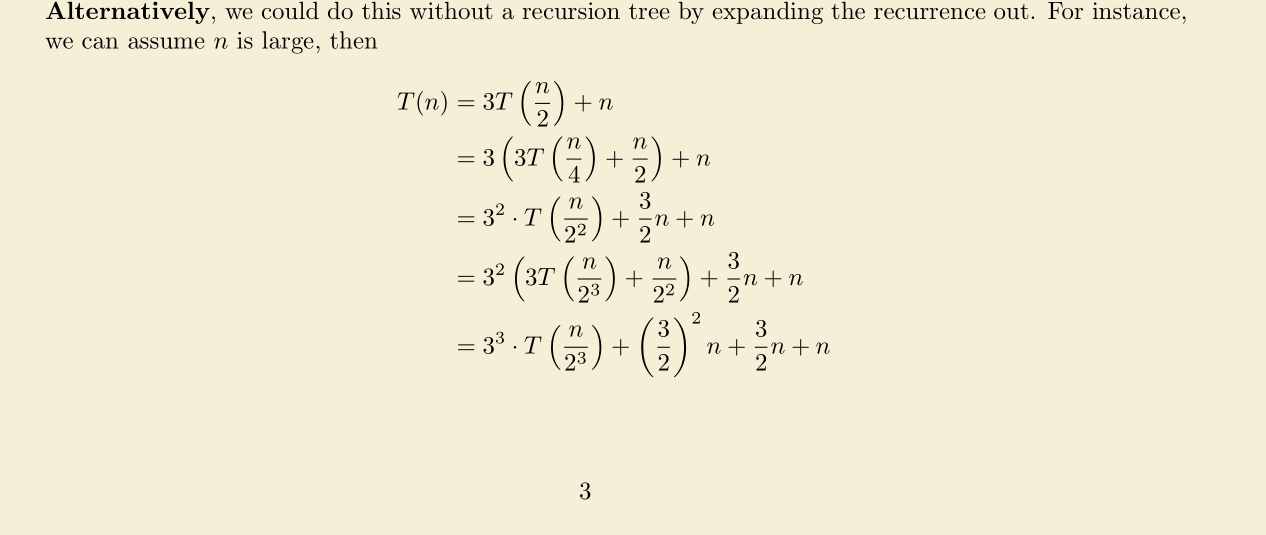 Alternatively, we could do this without a recursion tree by expanding the recurrence out. For instance,
we can assume n is large, then
T(n) = 3T(n/2) + n
= 3(3T(n/4) + n/2) + n
= 3² · T(n/2²) + 3/2 n + n
= 3²(3T(n/2³) + n/2²) + 3/2 n + n
= 3³ · T(n/2³) + (3/2)² n + 3/2 n + n
3